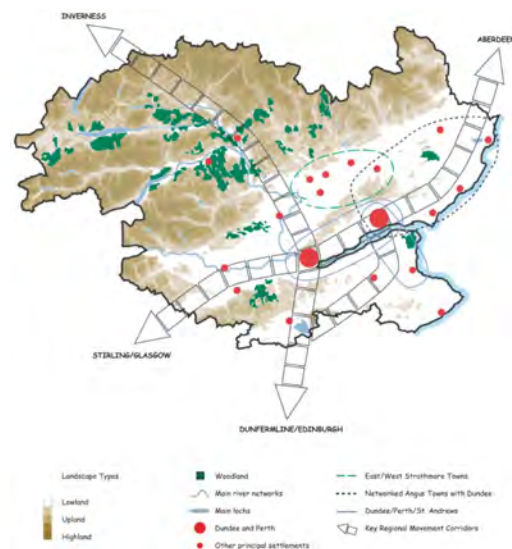 INVERNESS
ABERDEEN
STIRLING/GLASGOW
DUNFERMLINE/EDINBURGH
Landscape Types
Lowland
Upland
Highland
Woodland
Main river networks
Main lochs
Dundee and Perth
Other principal settlements
East/West Strathmore Towns
Networked Angus Towns with Dundee
Dundee/Perth/St. Andrews
Key Regional Movement Corridors